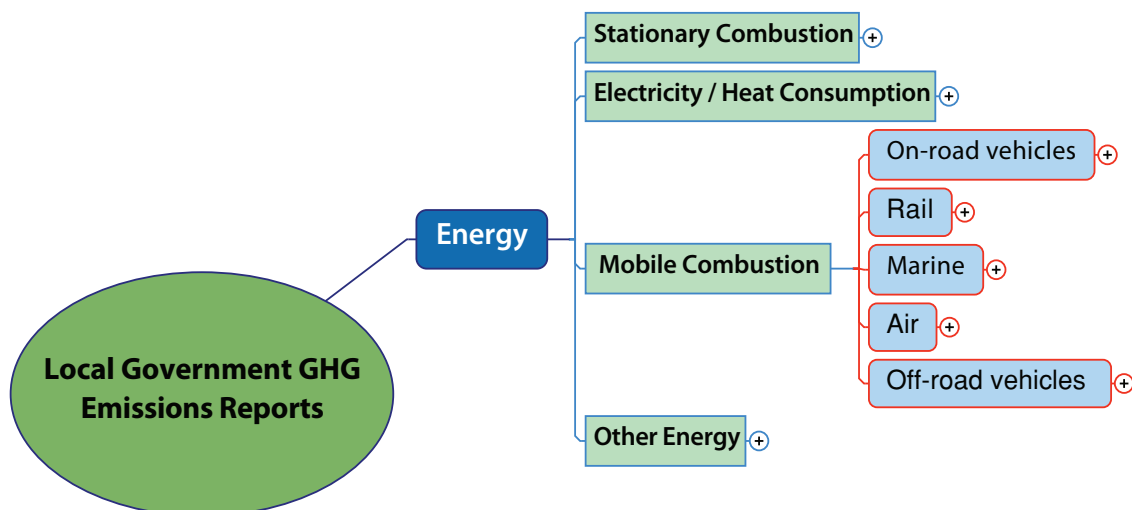 Stationary Combustion
Electricity / Heat Consumption
On-road vehicles
Rail
Energy
Mobile Combustion
Marine
Air
Local Government GHG
Emissions Reports
Off-road vehicles
Other Energy